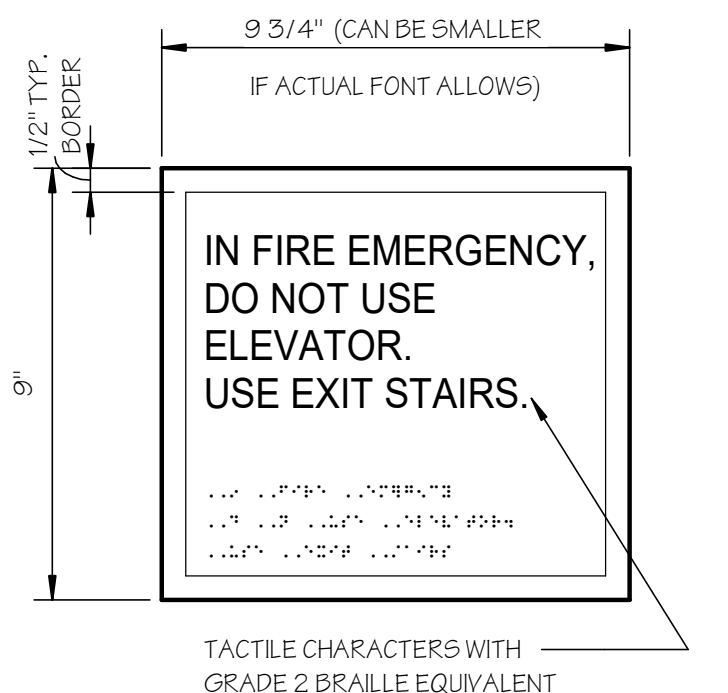 9 3/4" (CAN BE SMALLER
IF ACTUAL FONT ALLOWS)
1/2" TYP.
BORDER
9"
IN FIRE EMERGENCY,
DO NOT USE
ELEVATOR.
USE EXIT STAIRS.
TACTILE CHARACTERS WITH
GRADE 2 BRAILLE EQUIVALENT